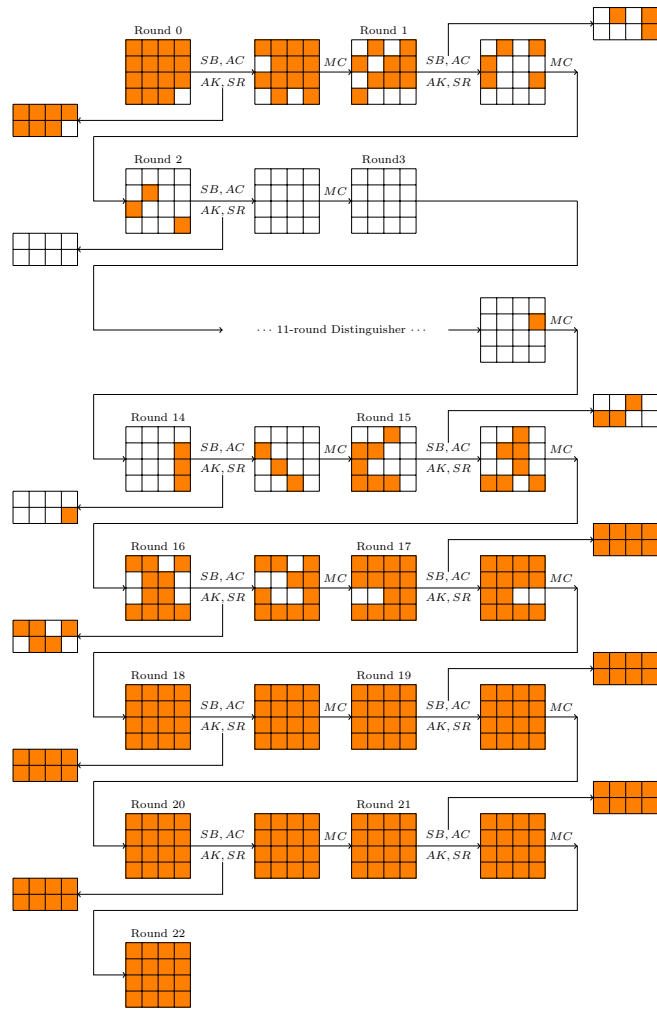 Round 0
Round 1
SB, AC
MC
SB, AC
MC
AK, SR
AK, SR
Round 2
Round3
SB, AC
MC
AK, SR
··· 11-round Distinguisher ···
MC
Round 14
Round 15
SB, AC
MC
SB, AC
MC
AK, SR
AK, SR
Round 16
Round 17
SB, AC
MC
SB, AC
MC
AK, SR
AK, SR
Round 18
Round 19
SB, AC
MC
SB, AC
MC
AK, SR
AK, SR
Round 20
Round 21
SB, AC
MC
SB, AC
MC
AK, SR
AK, SR
Round 22